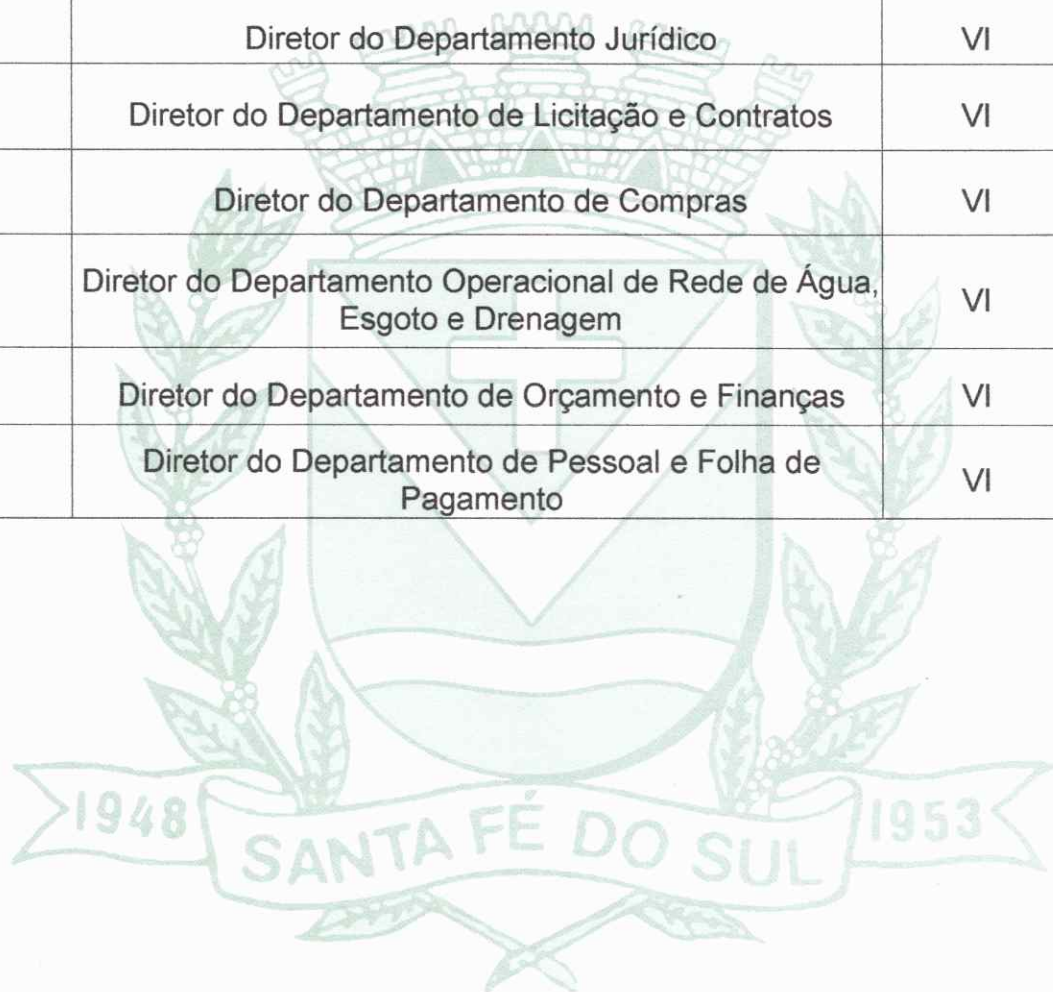 Diretor do Departamento Jurídico VI
Diretor do Departamento de Licitação e Contratos VI
Diretor do Departamento de Compras VI
Diretor do Departamento Operacional de Rede de Água, VI
Esgoto e Drenagem
Diretor do Departamento de Orçamento e Finanças VI
Diretor do Departamento de Pessoal e Folha de VI
Pagamento
1948 SANTA FÉ DO SUL 1953